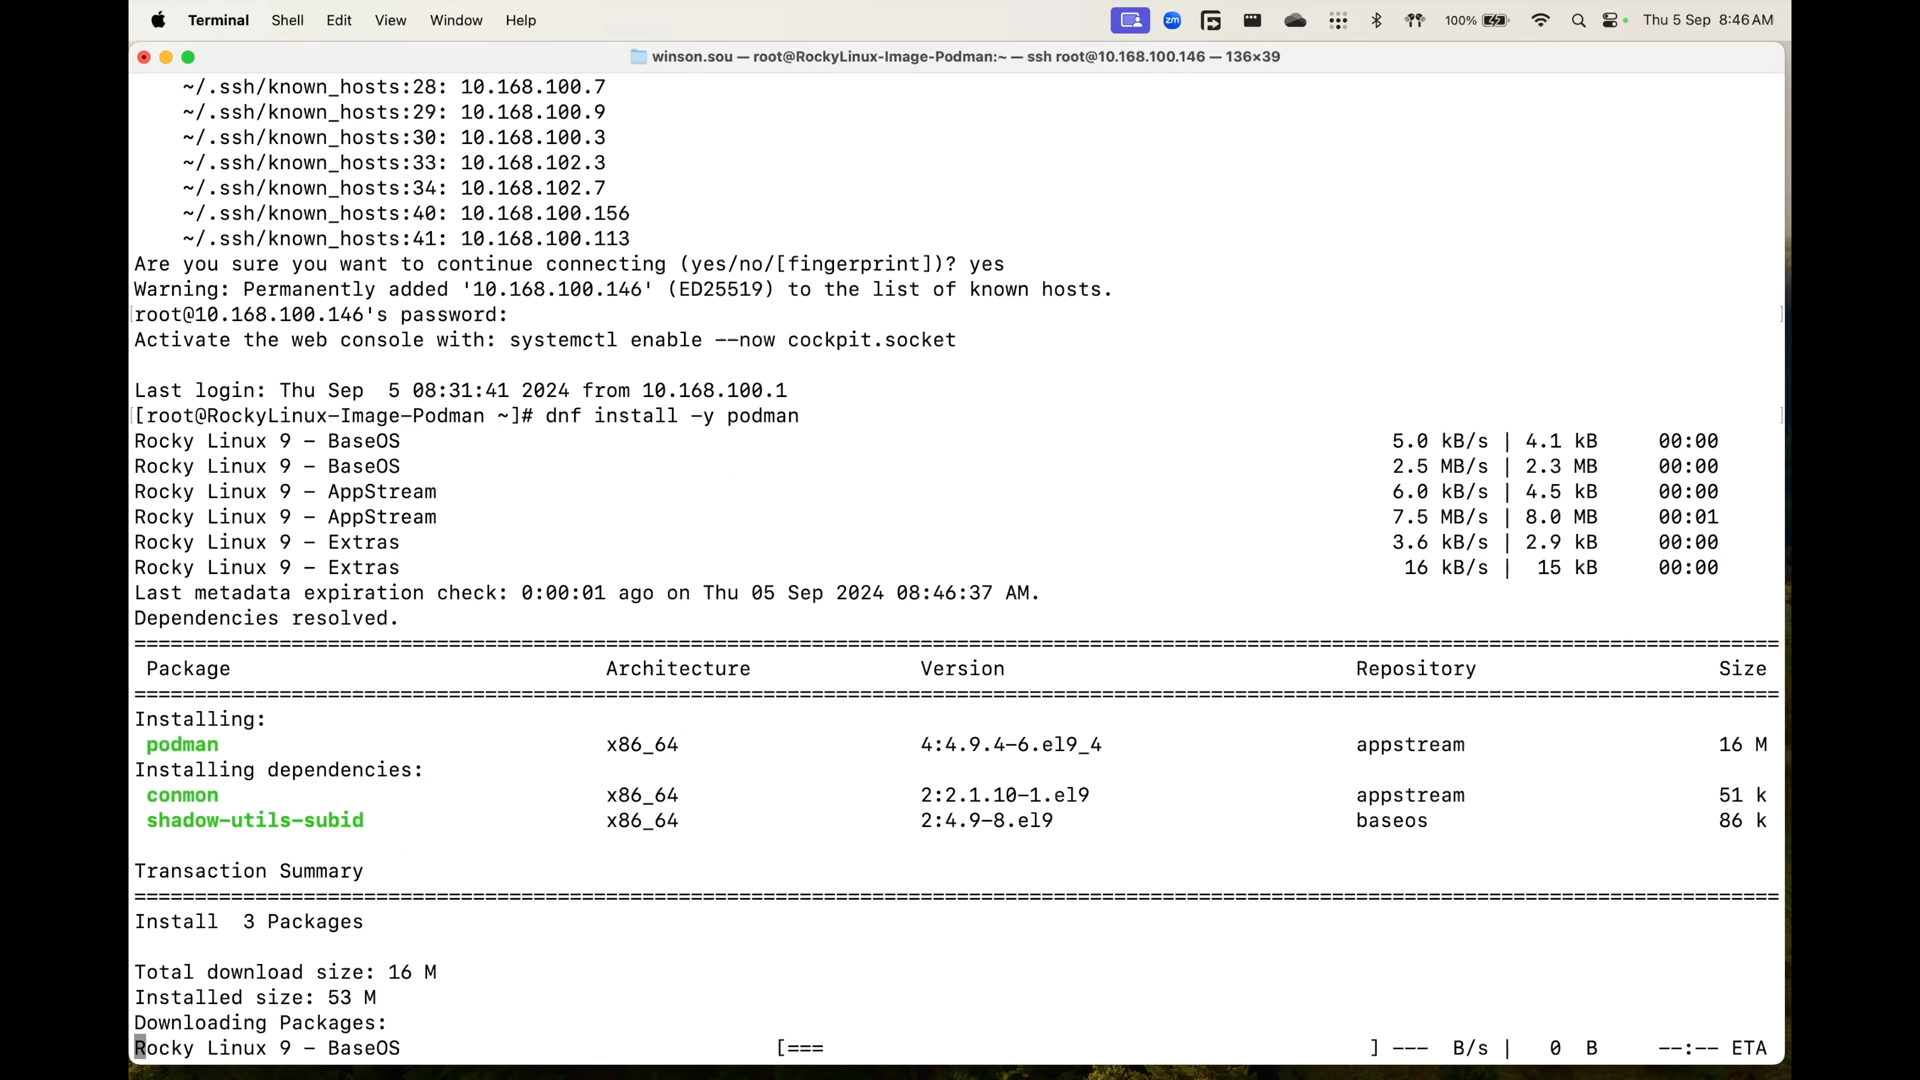 Terminal Shell Edit View Window Help zm 100% Thu 5 Sep 8:46 AM
winson.sou — root@RockyLinux-Image-Podman:~ — ssh root@10.168.100.146 — 136×39
~/.ssh/known_hosts:28: 10.168.100.7
~/.ssh/known_hosts:29: 10.168.100.9
~/.ssh/known_hosts:30: 10.168.100.3
~/.ssh/known_hosts:33: 10.168.102.3
~/.ssh/known_hosts:34: 10.168.102.7
~/.ssh/known_hosts:40: 10.168.100.156
~/.ssh/known_hosts:41: 10.168.100.113
Are you sure you want to continue connecting (yes/no/[fingerprint])? yes
Warning: Permanently added '10.168.100.146' (ED25519) to the list of known hosts.
root@10.168.100.146's password:
Activate the web console with: systemctl enable --now cockpit.socket
Last login: Thu Sep  5 08:31:41 2024 from 10.168.100.1
[root@RockyLinux-Image-Podman ~]# dnf install -y podman
Rocky Linux 9 - BaseOS 5.0 kB/s | 4.1 kB 00:00
Rocky Linux 9 - BaseOS 2.5 MB/s | 2.3 MB 00:00
Rocky Linux 9 - AppStream 6.0 kB/s | 4.5 kB 00:00
Rocky Linux 9 - AppStream 7.5 MB/s | 8.0 MB 00:01
Rocky Linux 9 - Extras 3.6 kB/s | 2.9 kB 00:00
Rocky Linux 9 - Extras 16 kB/s | 15 kB 00:00
Last metadata expiration check: 0:00:01 ago on Thu 05 Sep 2024 08:46:37 AM.
Dependencies resolved.
Package Architecture Version Repository Size
Installing:
podman x86_64 4:4.9.4-6.el9_4 appstream 16 M
Installing dependencies:
conmon x86_64 2:2.1.10-1.el9 appstream 51 k
shadow-utils-subid x86_64 2:4.9-8.el9 baseos 86 k
Transaction Summary
Install  3 Packages
Total download size: 16 M
Installed size: 53 M
Downloading Packages:
Rocky Linux 9 - BaseOS [=== ] --- B/s | 0 B --:-- ETA